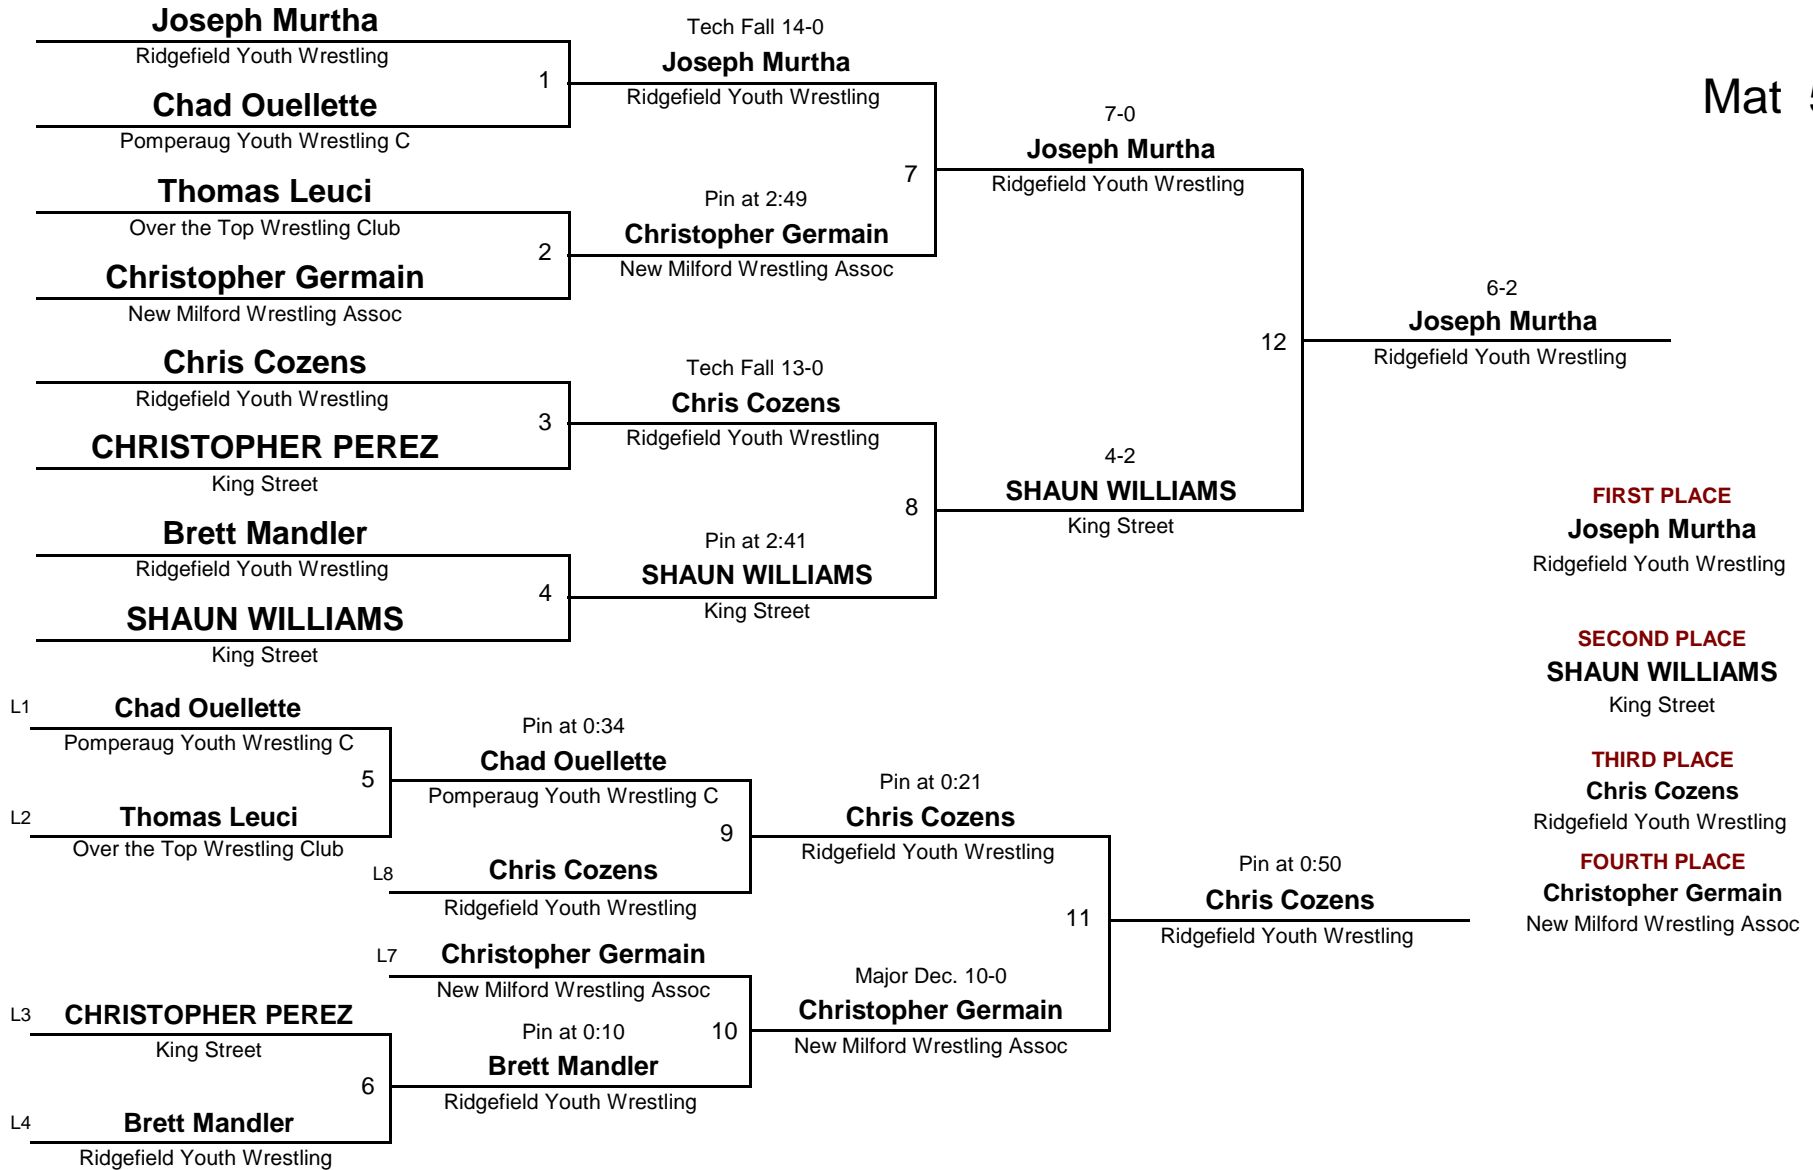 Joseph Murtha
Ridgefield Youth Wrestling
1
Chad Ouellette
Pomperaug Youth Wrestling C
Thomas Leuci
Over the Top Wrestling Club
2
Christopher Germain
New Milford Wrestling Assoc
Chris Cozens
Ridgefield Youth Wrestling
3
CHRISTOPHER PEREZ
King Street
Brett Mandler
Ridgefield Youth Wrestling
4
SHAUN WILLIAMS
King Street
Tech Fall 14-0
Joseph Murtha
Ridgefield Youth Wrestling
7
Pin at 2:49
Christopher Germain
New Milford Wrestling Assoc
Tech Fall 13-0
Chris Cozens
Ridgefield Youth Wrestling
8
Pin at 2:41
SHAUN WILLIAMS
King Street
7-0
Joseph Murtha
Ridgefield Youth Wrestling
12
4-2
SHAUN WILLIAMS
King Street
6-2
Joseph Murtha
Ridgefield Youth Wrestling
Mat 5
FIRST PLACE
Joseph Murtha
Ridgefield Youth Wrestling
SECOND PLACE
SHAUN WILLIAMS
King Street
THIRD PLACE
Chris Cozens
Ridgefield Youth Wrestling
FOURTH PLACE
Christopher Germain
New Milford Wrestling Assoc
L1 Chad Ouellette
Pomperaug Youth Wrestling C
5
L2 Thomas Leuci
Over the Top Wrestling Club
L3 CHRISTOPHER PEREZ
King Street
6
L4 Brett Mandler
Ridgefield Youth Wrestling
Pin at 0:34
Chad Ouellette
Pomperaug Youth Wrestling C
9
L8 Chris Cozens
Ridgefield Youth Wrestling
L7 Christopher Germain
New Milford Wrestling Assoc
10
Pin at 0:10
Brett Mandler
Ridgefield Youth Wrestling
Pin at 0:21
Chris Cozens
Ridgefield Youth Wrestling
11
Major Dec. 10-0
Christopher Germain
New Milford Wrestling Assoc
Pin at 0:50
Chris Cozens
Ridgefield Youth Wrestling